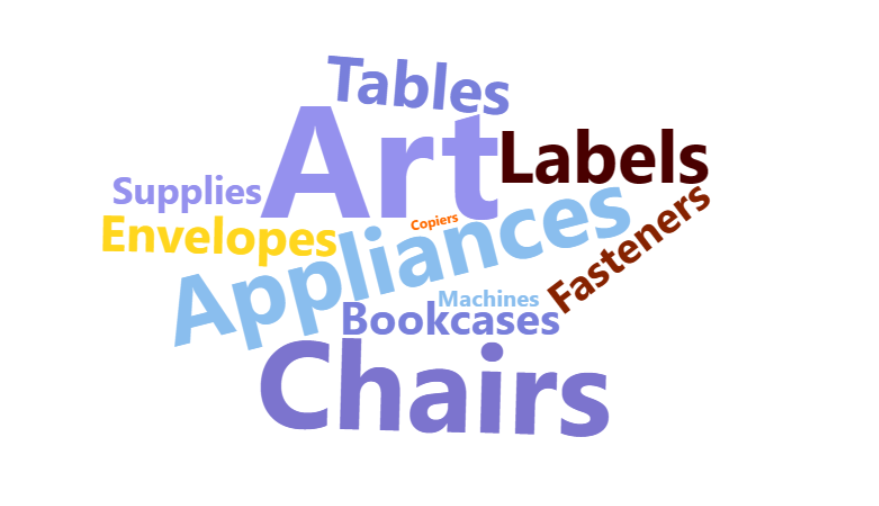 Tables
Art
Labels
Supplies
Envelopes
Copiers
Appliances
Fasteners
Machines
Bookcases
Chairs